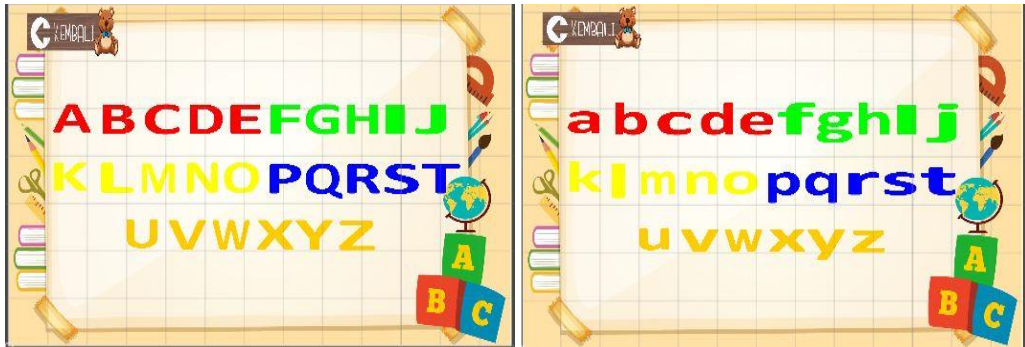 KEMBALI
ABCDEFGHIJ
KLMNOPQRST
UVWXYZ
A
B C
KEMBALI
abcdefghIj
klmnopqrst
uvwxyz
A
B C